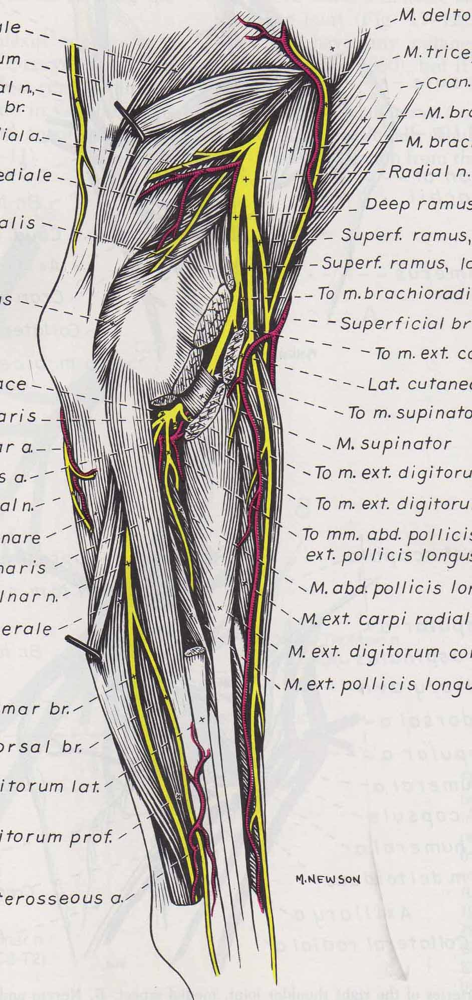 ale
um
al n.,
br.
ial a.
ediale
alis
us
ace
aris
ar a.
s a.
al n.
nare
naris
lnar n.
erale
mar br.
orsal br.
itorum lat.
itorum prof.
terosseous a.
M. delto
M. trice
Cran.
M. bra
M. brac
Radial n.
Deep ramus
Superf. ramus,
Superf. ramus, la
To m. brachioradi
Superficial br
To m. ext. ca
Lat. cutane
To m. supinato
M. supinator
To m. ext. digitoru
To m. ext. digitoru
To mm. abd. pollicis
ext. pollicis longus
M. abd. pollicis lon
M. ext. carpi radial
M. ext. digitorum co
M. ext. pollicis longu
M. NEWSON